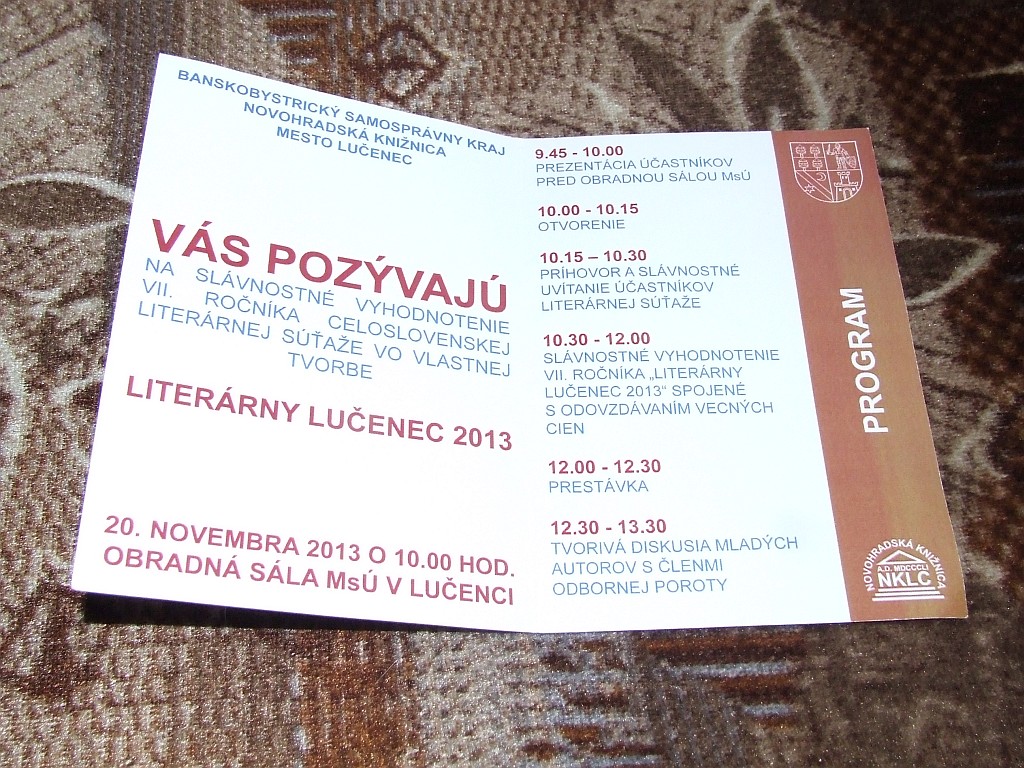 BANSKOBYSTRICKÝ SAMOSPRÁVNY KRAJ
NOVOHRADSKÁ KNIŽNICA
MESTO LUČENEC
VÁS POZÝVAJÚ
NA SLÁVNOSTNÉ VYHODNOTENIE
VII. ROČNÍKA CELOSLOVENSKEJ
LITERÁRNEJ SÚŤAŽE VO VLASTNEJ
TVORBE
LITERÁRNY LUČENEC 2013
20. NOVEMBRA 2013 O 10.00 HOD.
OBRADNÁ SÁLA MsÚ V LUČENCI
9.45 - 10.00
PREZENTÁCIA ÚČASTNÍKOV
PRED OBRADNOU SÁLOU MsÚ
10.00 - 10.15
OTVORENIE
10.15 – 10.30
PRÍHOVOR A SLÁVNOSTNÉ
UVÍTANIE ÚČASTNÍKOV
LITERÁRNEJ SÚŤAŽE
10.30 - 12.00
SLÁVNOSTNÉ VYHODNOTENIE
VII. ROČNÍKA „LITERÁRNY
LUČENEC 2013“ SPOJENÉ
S ODOVZDÁVANÍM VECNÝCH
CIEN
12.00 - 12.30
PRESTÁVKA
12.30 - 13.30
TVORIVÁ DISKUSIA MLADÝCH
AUTOROV S ČLENMI
ODBORNEJ POROTY
PROGRAM
NOVOHRADSKÁ KNIŽNICA
A.D. MDCCCLI
NKLC